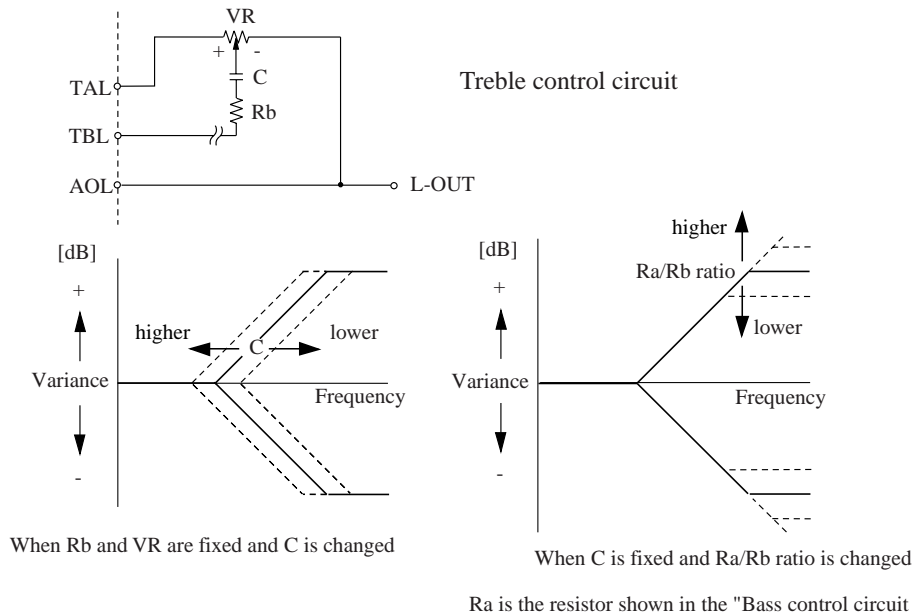 VR
+ -
C
Rb
TAL
TBL
AOL
L-OUT
Treble control circuit
[dB]
+
higher
C
lower
Variance
Frequency
-
When Rb and VR are fixed and C is changed
[dB]
higher
Ra/Rb ratio
+
lower
Variance
Frequency
-
When C is fixed and Ra/Rb ratio is changed
Ra is the resistor shown in the "Bass control circuit